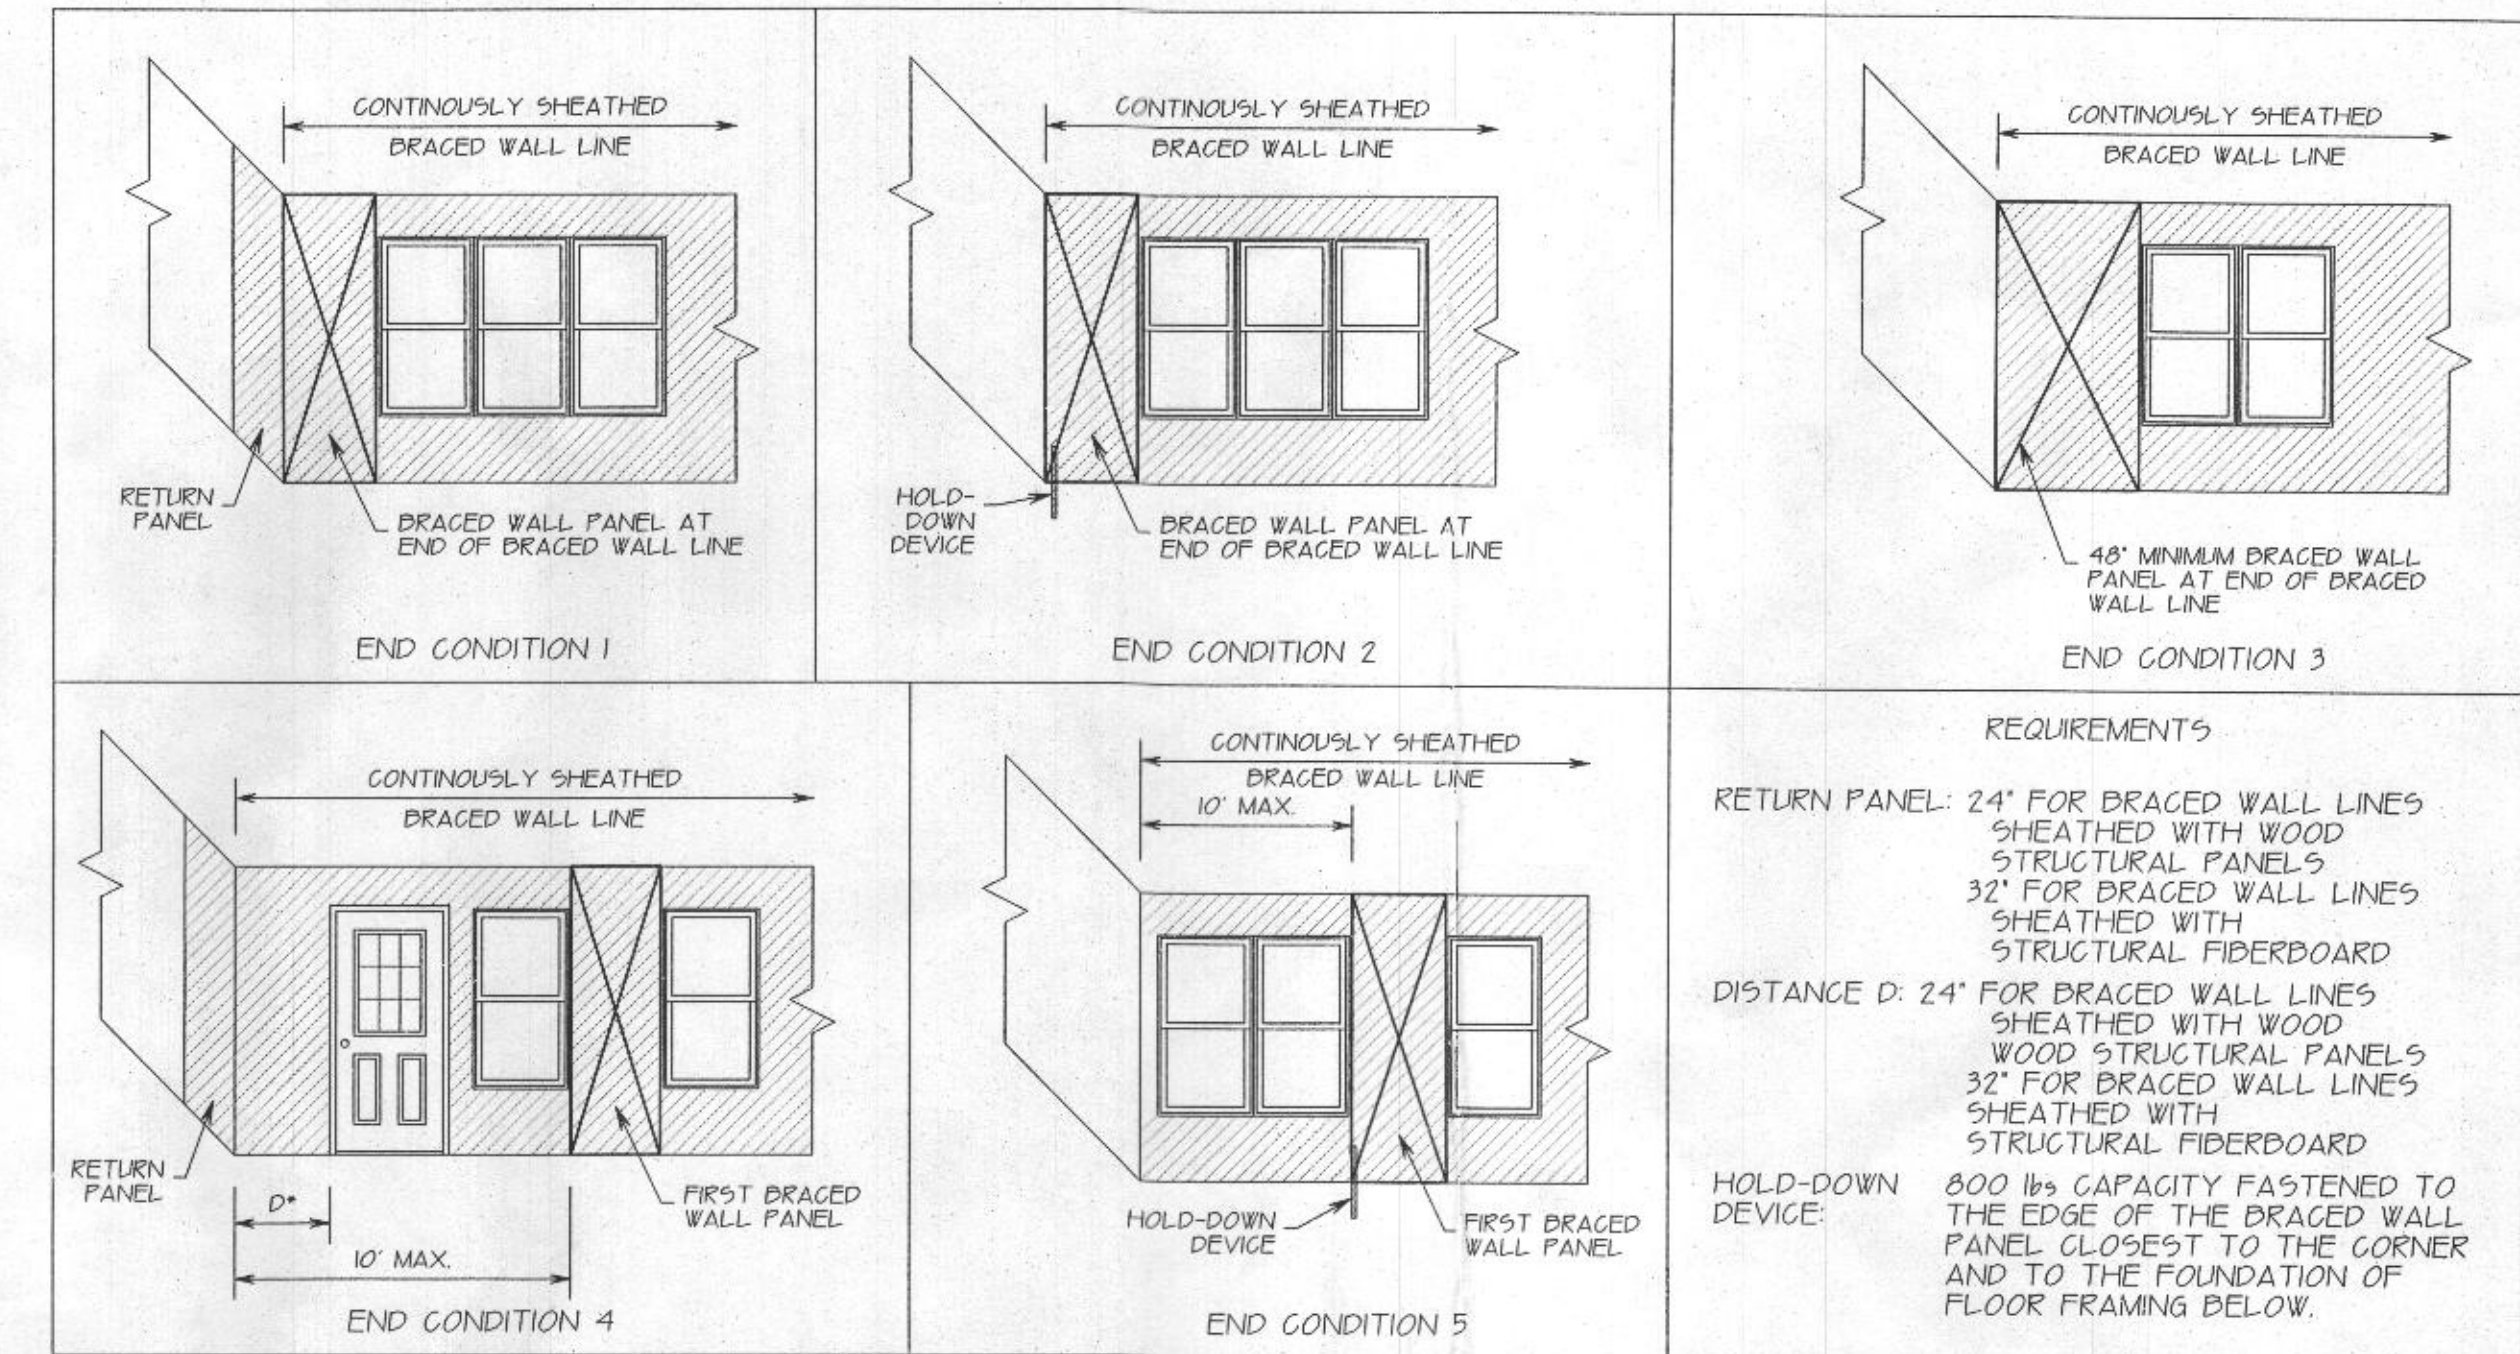 CONTINOUSLY SHEATHED
BRACED WALL LINE
RETURN
PANEL
BRACED WALL PANEL AT
END OF BRACED WALL LINE
END CONDITION 1
CONTINOUSLY SHEATHED
BRACED WALL LINE
HOLD-
DOWN
DEVICE
BRACED WALL PANEL AT
END OF BRACED WALL LINE
END CONDITION 2
CONTINOUSLY SHEATHED
BRACED WALL LINE
48" MINIMUM BRACED WALL
PANEL AT END OF BRACED
WALL LINE
END CONDITION 3
CONTINOUSLY SHEATHED
BRACED WALL LINE
RETURN
PANEL
D*
10' MAX.
FIRST BRACED
WALL PANEL
END CONDITION 4
CONTINOUSLY SHEATHED
BRACED WALL LINE
10' MAX.
HOLD-DOWN
DEVICE
FIRST BRACED
WALL PANEL
END CONDITION 5
REQUIREMENTS
RETURN PANEL: 24" FOR BRACED WALL LINES
SHEATHED WITH WOOD
STRUCTURAL PANELS
32" FOR BRACED WALL LINES
SHEATHED WITH
STRUCTURAL FIBERBOARD
DISTANCE D: 24" FOR BRACED WALL LINES
SHEATHED WITH WOOD
WOOD STRUCTURAL PANELS
32" FOR BRACED WALL LINES
SHEATHED WITH
STRUCTURAL FIBERBOARD
HOLD-DOWN 800 lbs CAPACITY FASTENED TO
DEVICE: THE EDGE OF THE BRACED WALL
PANEL CLOSEST TO THE CORNER
AND TO THE FOUNDATION OF
FLOOR FRAMING BELOW.